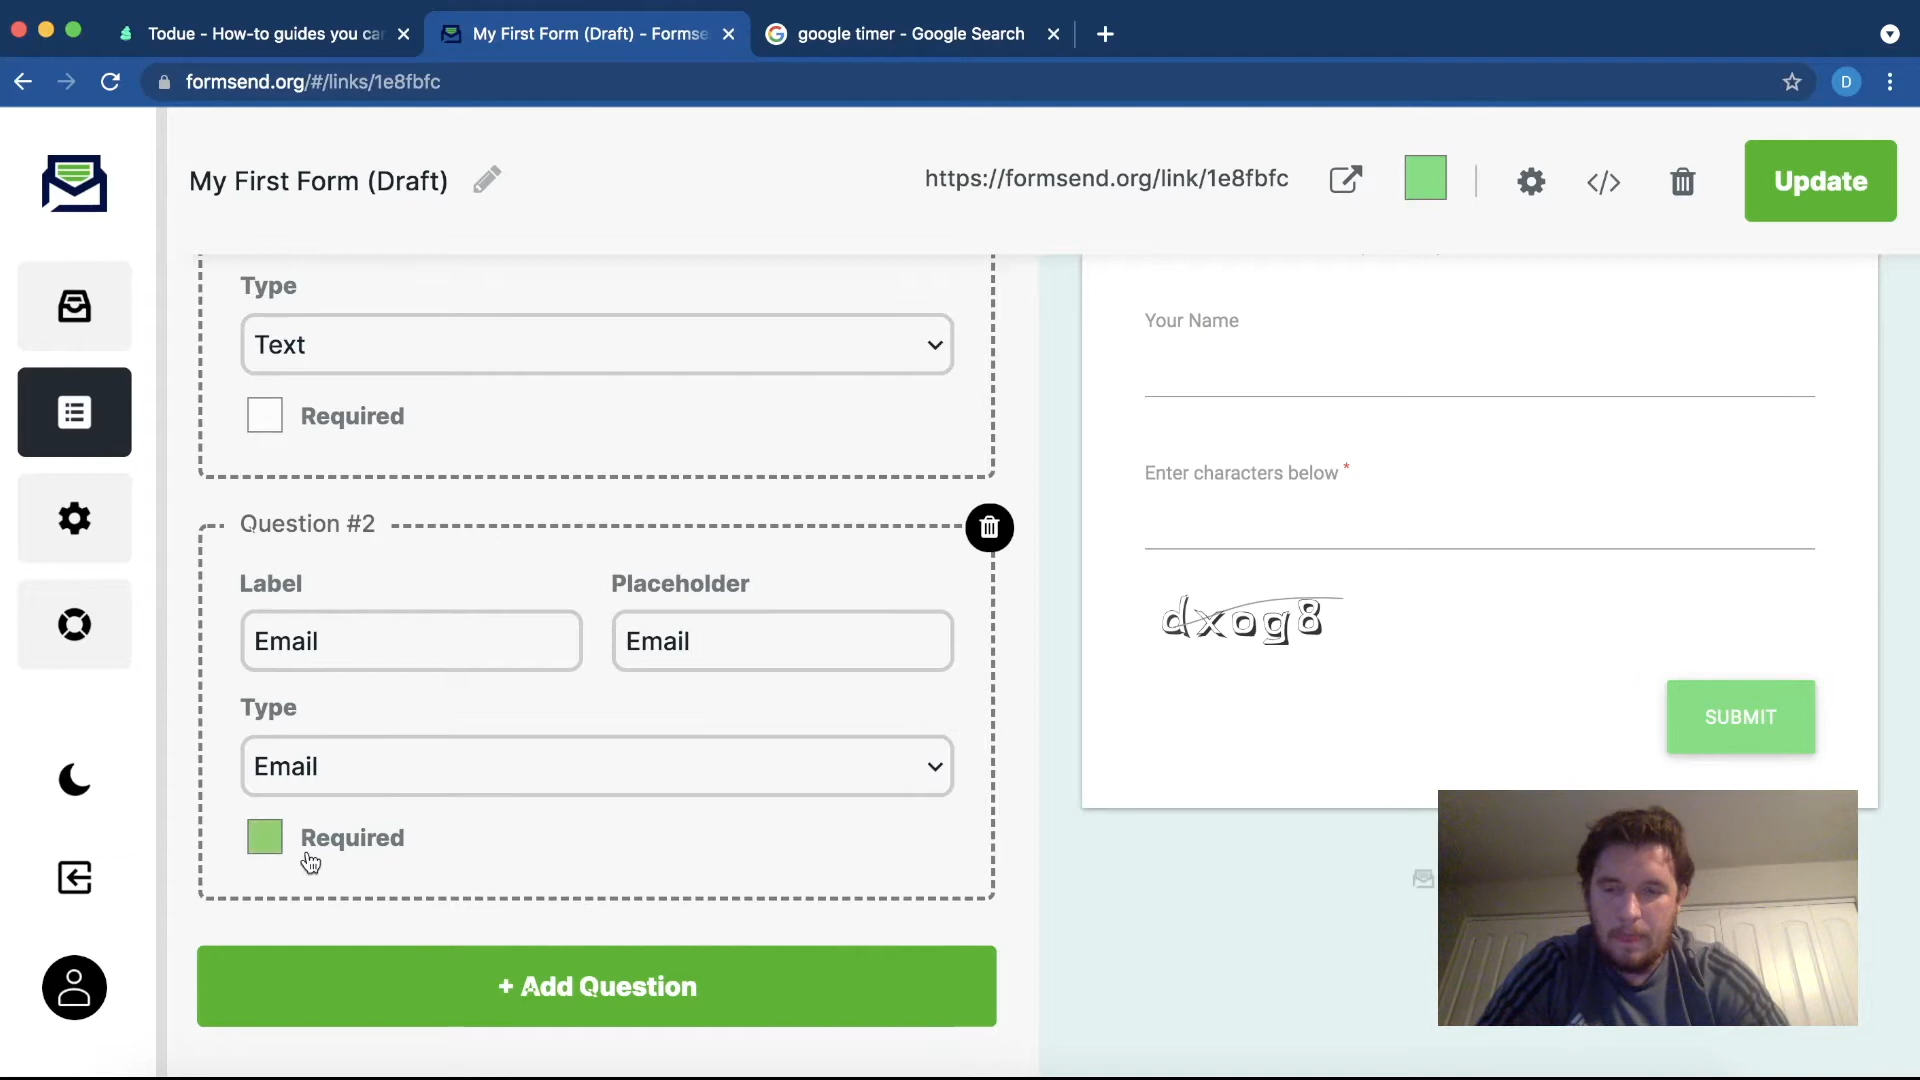 Todue - How-to guides you car
My First Form (Draft) - Formse
google timer - Google Search
formsend.org/#/links/1e8fbfc
D
My First Form (Draft)
https://formsend.org/link/1e8fbfc
Update
Type
Text
Required
Question #2
Label
Placeholder
Email
Email
Type
Email
Required
+ Add Question
Your Name
Enter characters below *
dxog8
SUBMIT